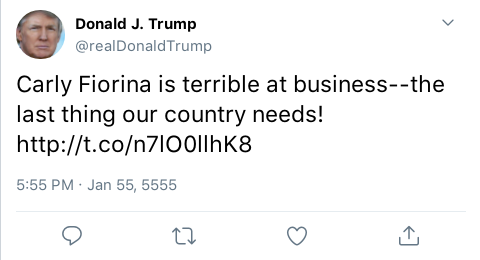 Donald J. Trump
@realDonaldTrump
Carly Fiorina is terrible at business--the
last thing our country needs!
http://t.co/n7lO0llhK8
5:55 PM · Jan 55, 5555